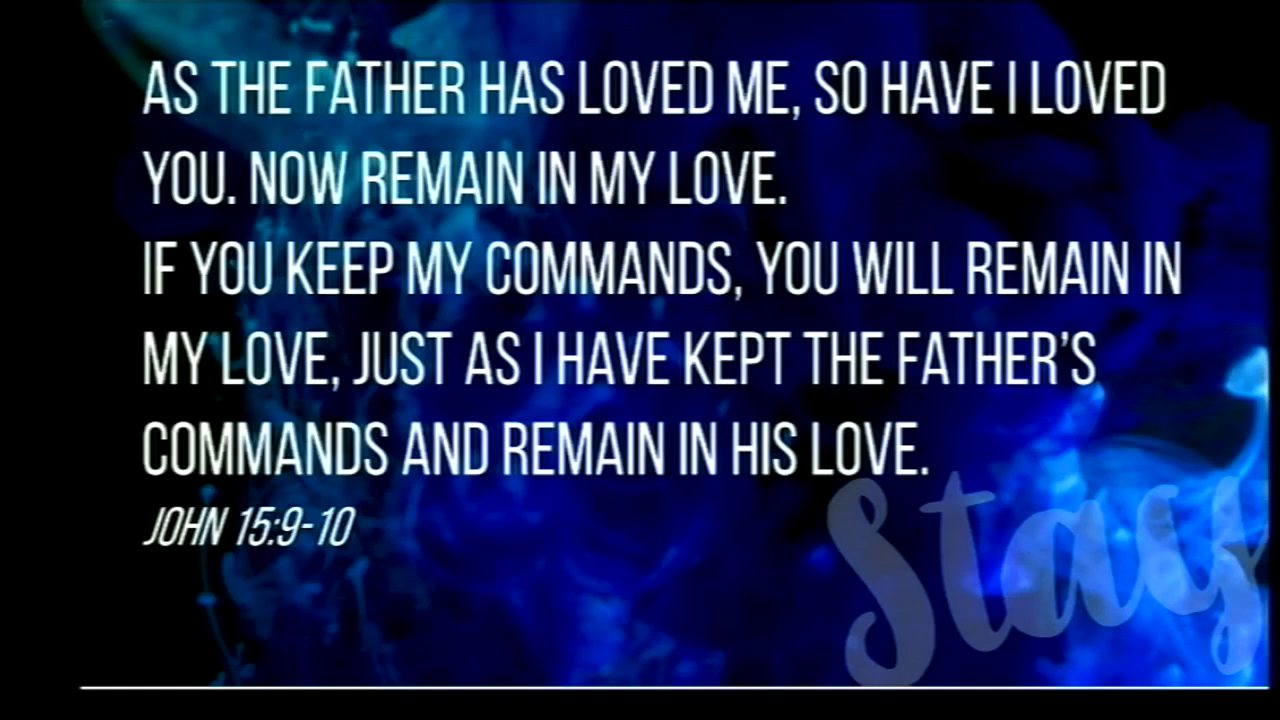 AS THE FATHER HAS LOVED ME, SO HAVE I LOVED
YOU. NOW REMAIN IN MY LOVE.
IF YOU KEEP MY COMMANDS, YOU WILL REMAIN IN
MY LOVE, JUST AS I HAVE KEPT THE FATHER’S
COMMANDS AND REMAIN IN HIS LOVE.
JOHN 15:9-10
Stay